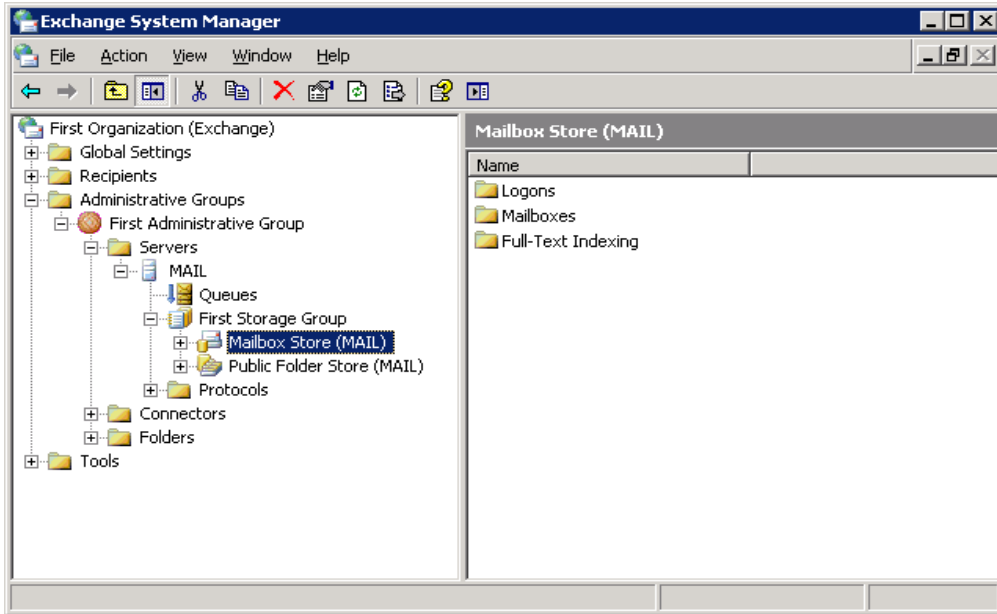 Exchange System Manager
File Action View Window Help
First Organization (Exchange)
Global Settings
Recipients
Administrative Groups
First Administrative Group
Servers
MAIL
Queues
First Storage Group
Mailbox Store (MAIL)
Public Folder Store (MAIL)
Protocols
Connectors
Folders
Tools
Mailbox Store (MAIL)
Name
Logons
Mailboxes
Full-Text Indexing